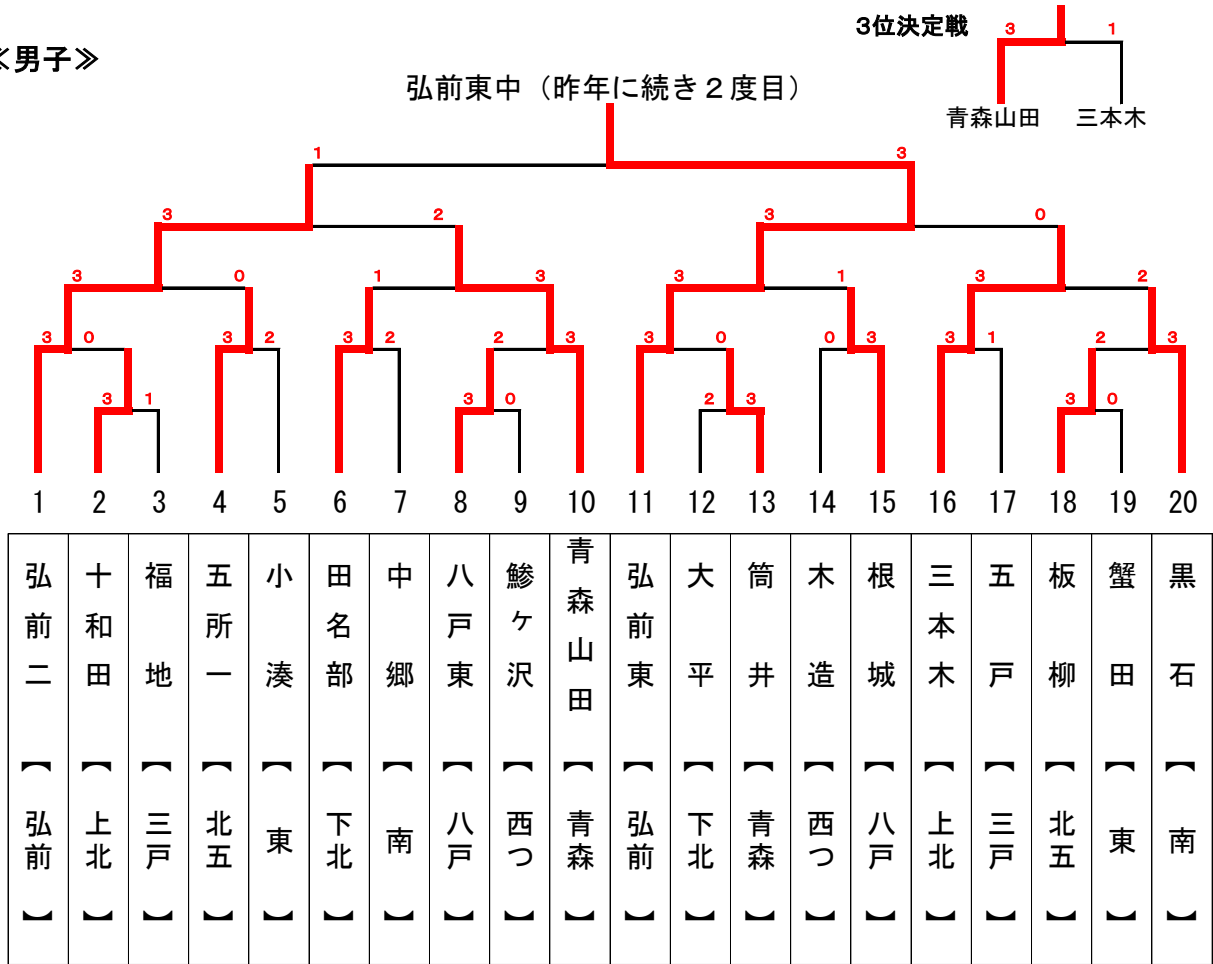 ≪男子≫
3位決定戦
3 1
青森山田 三本木
弘前東中（昨年に続き２度目）
1 3
3 2 3 0
3 0 1 3 3 1 3 2
3 0 3 2 3 2 2 3 3 0 0 3 3 1 2 3
3 1 3 0 2 3 3 0
1 2 3 4 5 6 7 8 9 10 11 12 13 14 15 16 17 18 19 20
弘前二【弘前】
十和田【上北】
福地【三戸】
五所一【北五】
小湊【東】
田名部【下北】
中郷【南】
八戸東【八戸】
鰺ヶ沢【西つ】
青森山田【青森】
弘前東【弘前】
大平【下北】
筒井【青森】
木造【西つ】
根城【八戸】
三本木【上北】
五戸【三戸】
板柳【北五】
蟹田【東】
黒石【南】